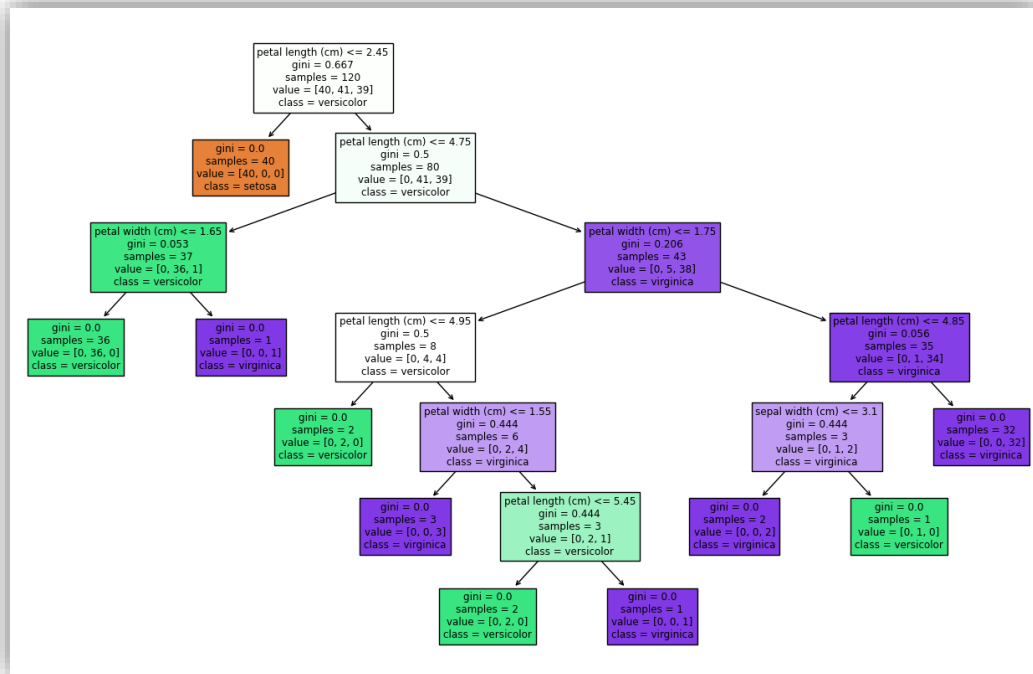 petal length (cm) <= 2.45
gini = 0.667
samples = 120
value = [40, 41, 39]
class = versicolor
gini = 0.0
samples = 40
value = [40, 0, 0]
class = setosa
petal length (cm) <= 4.75
gini = 0.5
samples = 80
value = [0, 41, 39]
class = versicolor
petal width (cm) <= 1.65
gini = 0.053
samples = 37
value = [0, 36, 1]
class = versicolor
petal width (cm) <= 1.75
gini = 0.206
samples = 43
value = [0, 5, 38]
class = virginica
gini = 0.0
samples = 36
value = [0, 36, 0]
class = versicolor
gini = 0.0
samples = 1
value = [0, 0, 1]
class = virginica
petal length (cm) <= 4.95
gini = 0.5
samples = 8
value = [0, 4, 4]
class = versicolor
petal length (cm) <= 4.85
gini = 0.056
samples = 35
value = [0, 1, 34]
class = virginica
gini = 0.0
samples = 2
value = [0, 2, 0]
class = versicolor
petal width (cm) <= 1.55
gini = 0.444
samples = 6
value = [0, 2, 4]
class = virginica
sepal width (cm) <= 3.1
gini = 0.444
samples = 3
value = [0, 1, 2]
class = virginica
gini = 0.0
samples = 32
value = [0, 0, 32]
class = virginica
gini = 0.0
samples = 3
value = [0, 0, 3]
class = virginica
petal length (cm) <= 5.45
gini = 0.444
samples = 3
value = [0, 2, 1]
class = versicolor
gini = 0.0
samples = 2
value = [0, 0, 2]
class = virginica
gini = 0.0
samples = 1
value = [0, 1, 0]
class = versicolor
gini = 0.0
samples = 2
value = [0, 2, 0]
class = versicolor
gini = 0.0
samples = 1
value = [0, 0, 1]
class = virginica